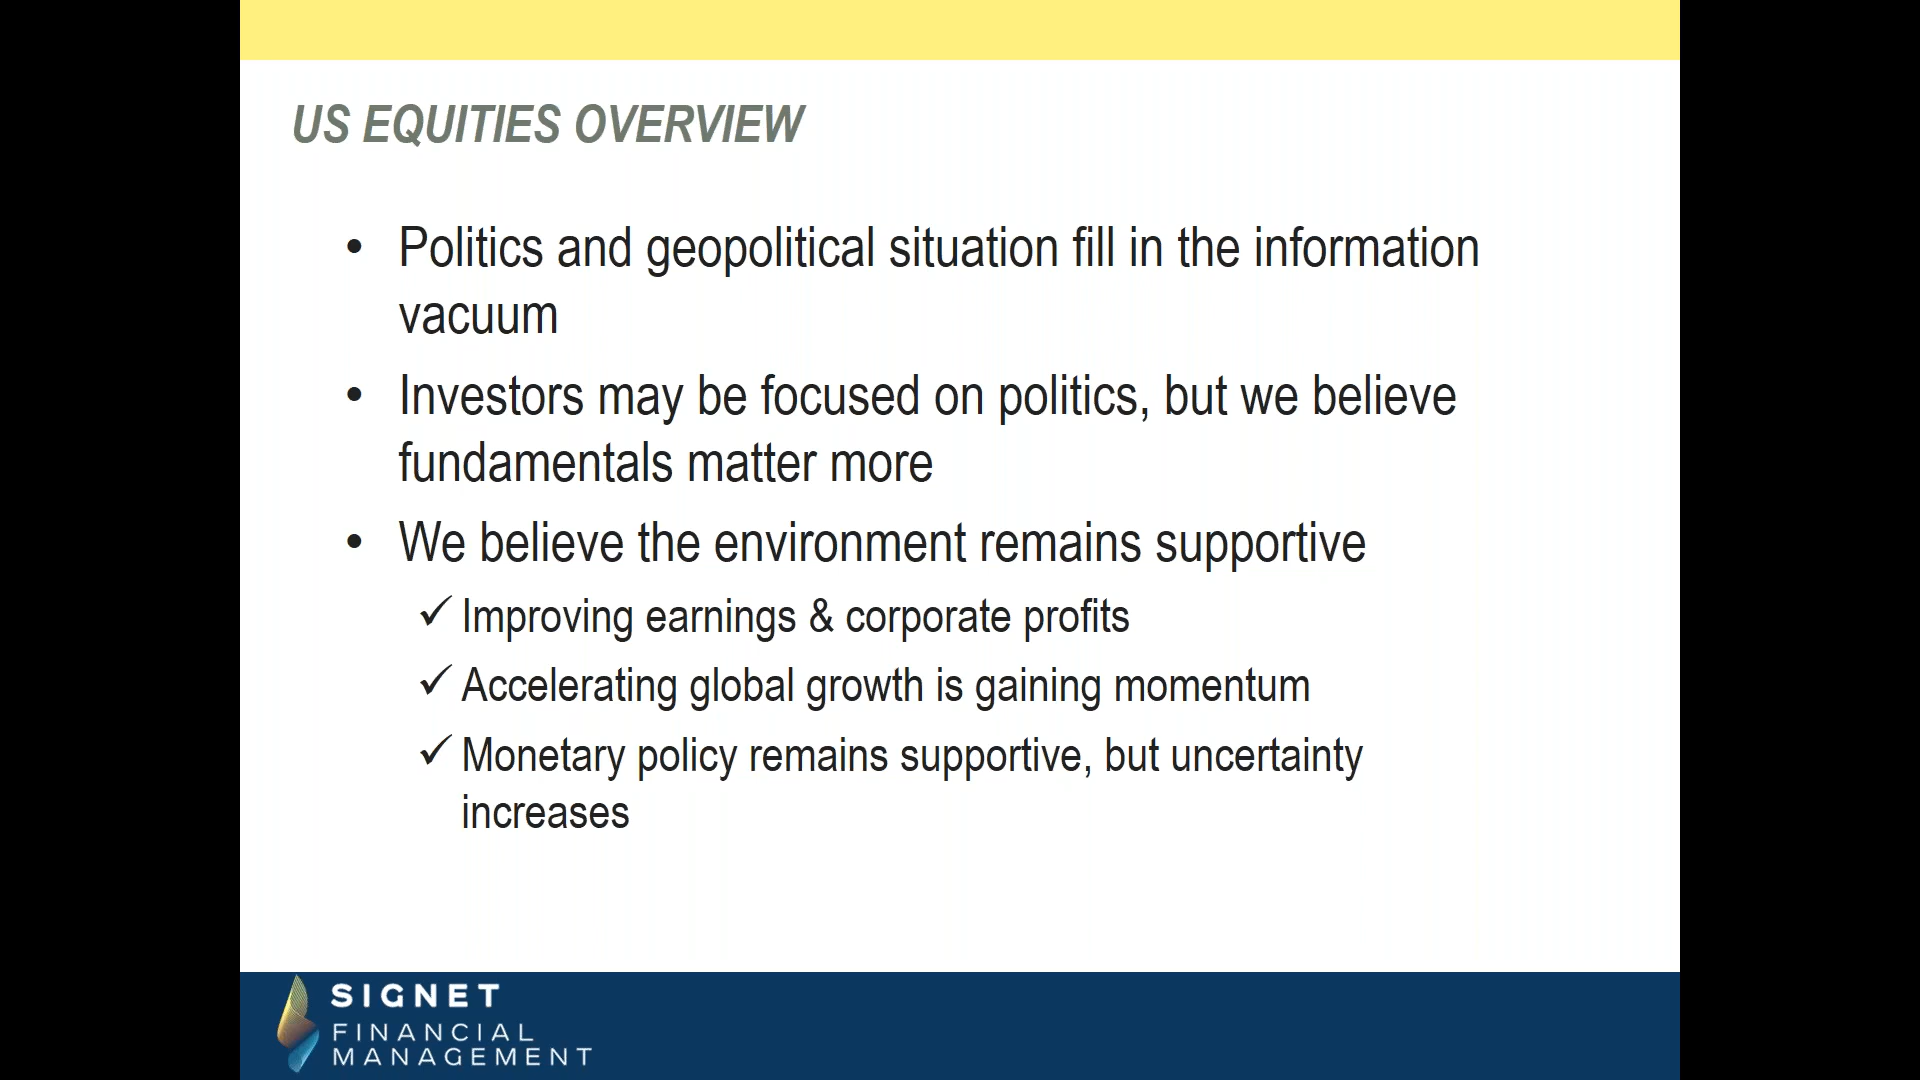 US EQUITIES OVERVIEW
• Politics and geopolitical situation fill in the information
vacuum
• Investors may be focused on politics, but we believe
fundamentals matter more
• We believe the environment remains supportive
✓ Improving earnings & corporate profits
✓ Accelerating global growth is gaining momentum
✓ Monetary policy remains supportive, but uncertainty
increases
SIGNET
FINANCIAL
MANAGEMENT